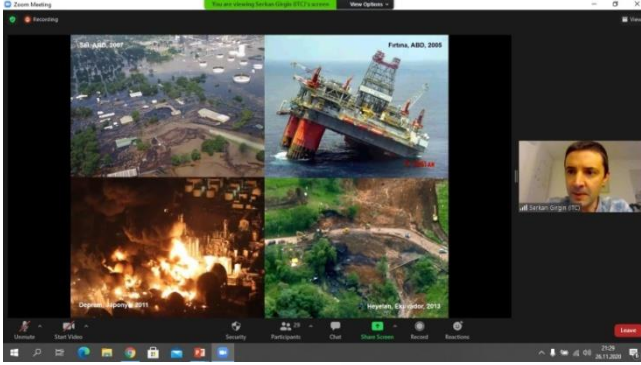 Zoom Meeting
You are viewing Serkan Girgin (ITC)'s screen
View Options
Recording
View
Sel, ABD, 2007
Fırtına, ABD, 2005
Deprem, Japonya, 2011
Heyelan, Ekvador, 2013
Serkan Girgin (ITC)
Unmute
Start Video
Security
Participants
29
Chat
Share Screen
Record
Reactions
Leave
21:29
26.11.2020